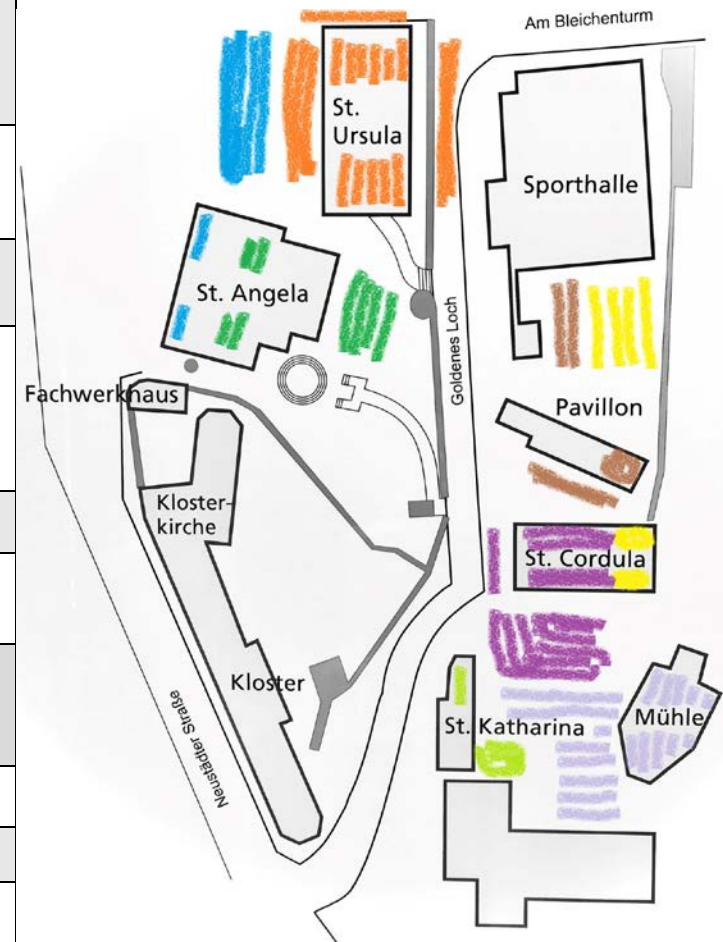 Am Bleichenturm
St.
Ursula
Sporthalle
St. Angela
Goldenes Loch
Fachwerkhaus
Pavillon
Kloster-
kirche
St. Cordula
Kloster
St. Katharina
Mühle
Neustädter Straße